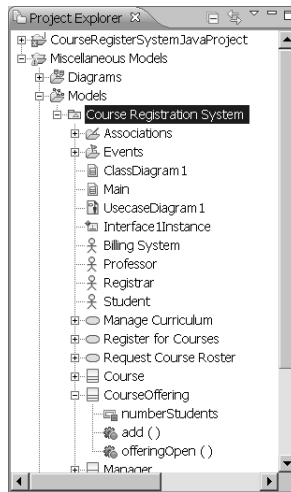 Project Explorer
CourseRegisterSystemJavaProject
Miscellaneous Models
Diagrams
Models
Course Registration System
Associations
Events
ClassDiagram1
Main
UsecaseDiagram1
Interface1Instance
Billing System
Professor
Registrar
Student
Manage Curriculum
Register for Courses
Request Course Roster
Course
CourseOffering
numberStudents
add ( )
offeringOpen ( )
Manager